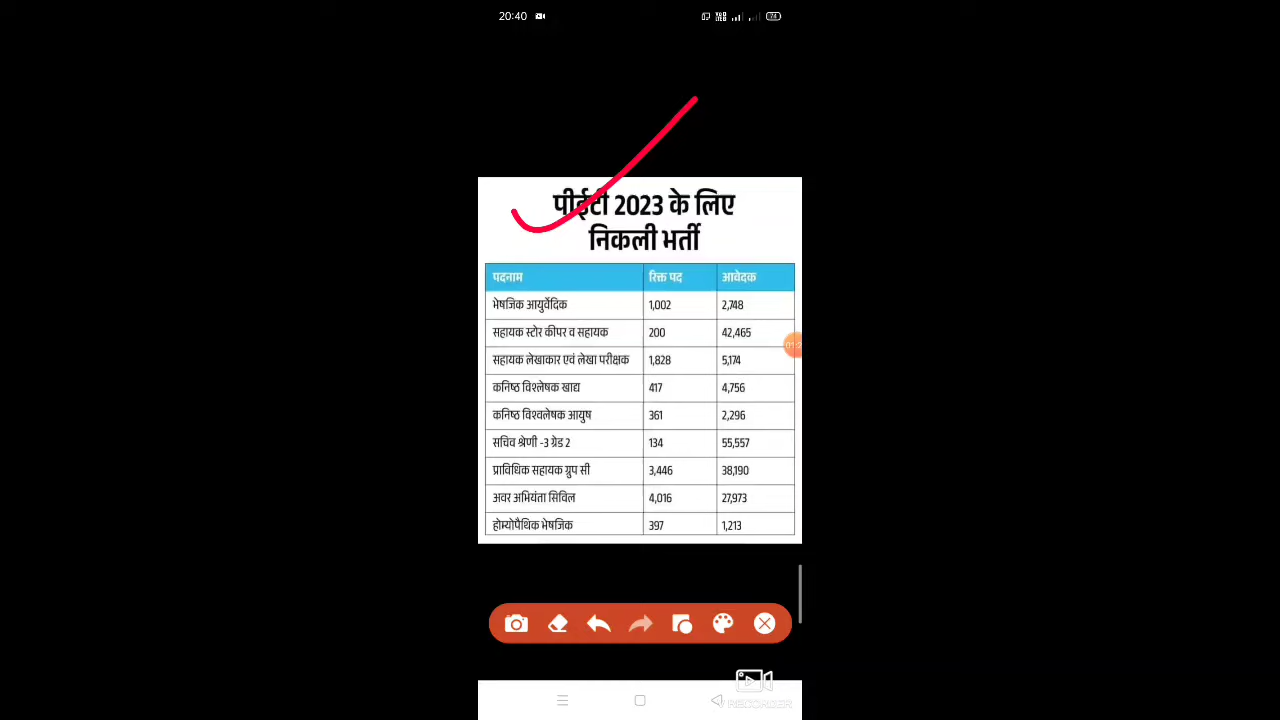 20:40
74
पीईटी 2023 के लिए
निकली भर्ती
पदनाम रिक्त पद आवेदक
भेषजिक आयुर्वेदिक 1,002 2,748
सहायक स्टोर कीपर व सहायक 200 42,465
सहायक लेखाकार एवं लेखा परीक्षक 1,828 5,174
कनिष्ठ विश्लेषक खाद्य 417 4,756
कनिष्ठ विश्वलेषक आयुष 361 2,296
सचिव श्रेणी -3 ग्रेड 2 134 55,557
प्राविधिक सहायक ग्रुप सी 3,446 38,190
अवर अभियंता सिविल 4,016 27,973
होम्योपैथिक भेषजिक 397 1,213
RECORDER